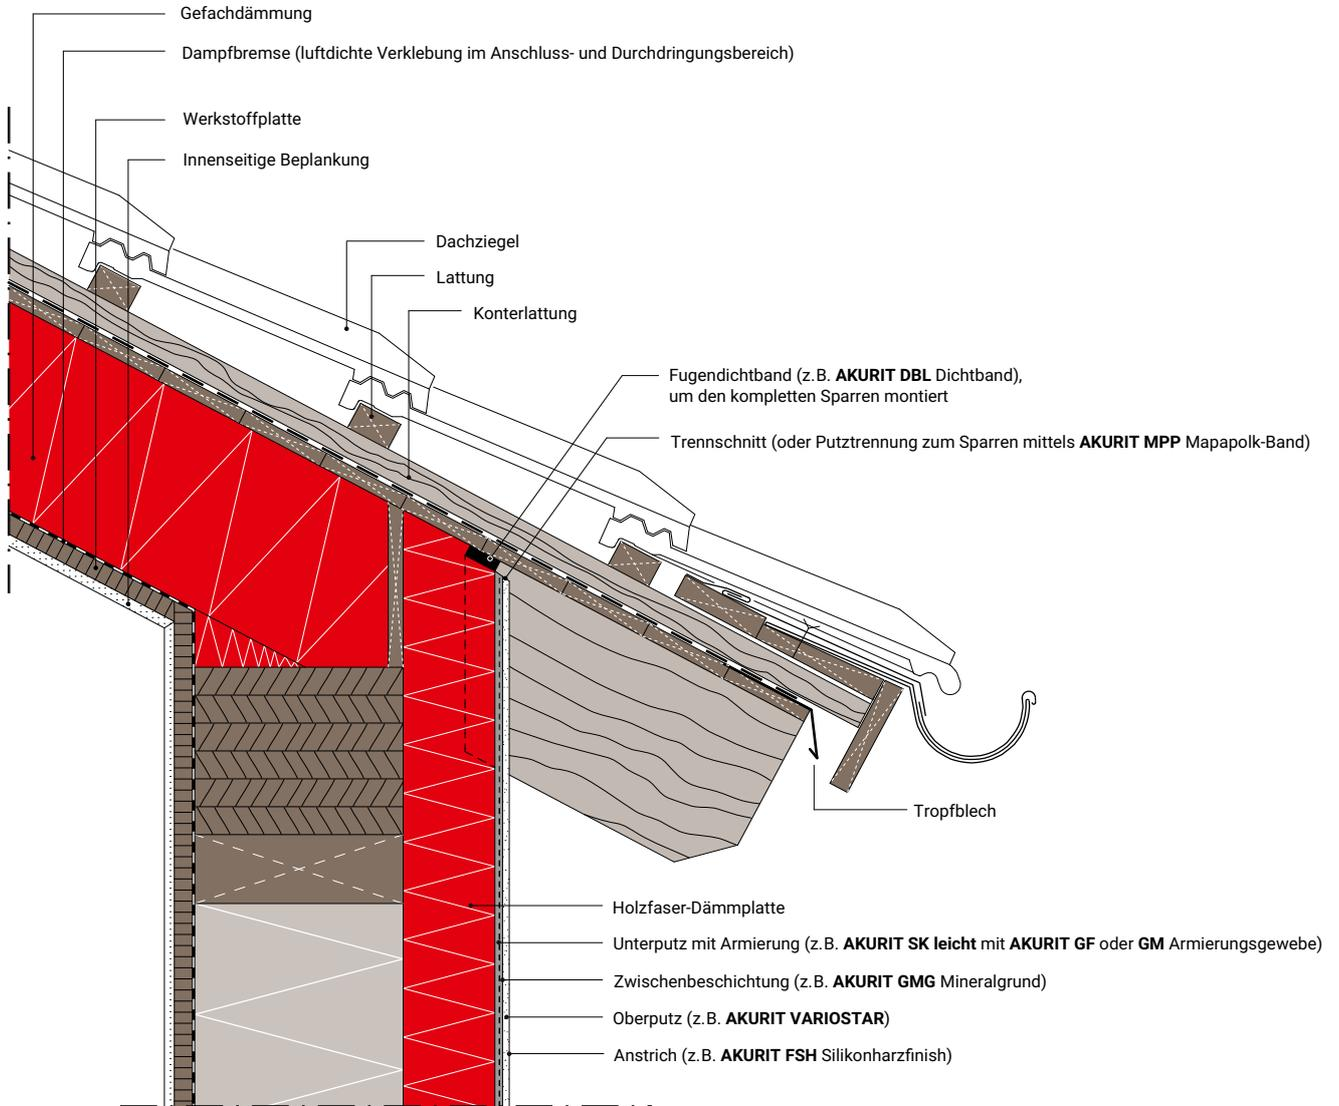 Gefachdämmung
Dampfbremse (luftdichte Verklebung im Anschluss- und Durchdringungsbereich)
Werkstoffplatte
Innenseitige Beplankung
Dachziegel
Lattung
Konterlattung
Fugendichtband (z.B. AKURIT DBL Dichtband),
um den kompletten Sparren montiert
Trennschnitt (oder Putztrennung zum Sparren mittels AKURIT MPP Mapapolk-Band)
Tropfblech
Holzfaser-Dämmplatte
Unterputz mit Armierung (z.B. AKURIT SK leicht mit AKURIT GF oder GM Armierungsgewebe)
Zwischenbeschichtung (z.B. AKURIT GMG Mineralgrund)
Oberputz (z.B. AKURIT VARIOSTAR)
Anstrich (z.B. AKURIT FSH Silikonharzfinish)